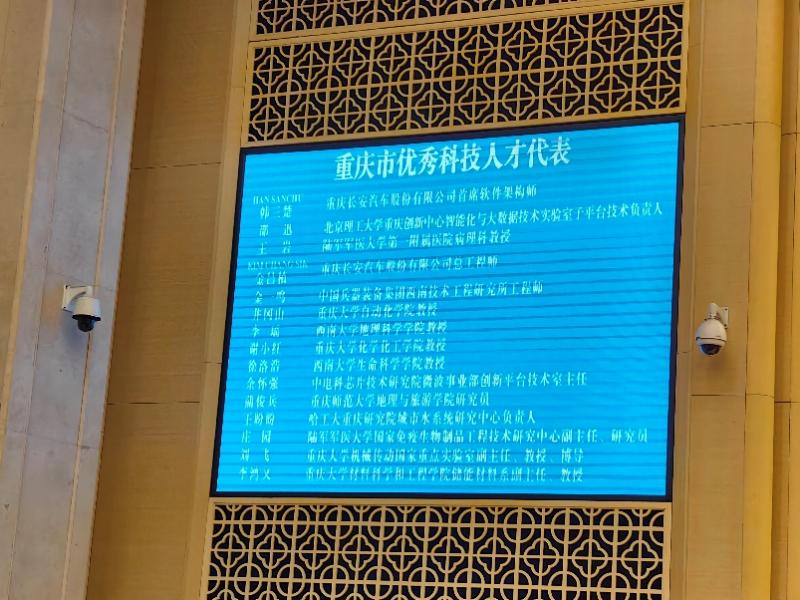 重庆市优秀科技人才代表
HAN SANCHU
韩三楚 重庆长安汽车股份有限公司首席软件架构师
邵 迅 北京理工大学重庆创新中心智能化与大数据技术实验室子平台技术负责人
王 岩 陆军军医大学第一附属医院病理科教授
KIM CHANG SIK
金昌植 重庆长安汽车股份有限公司总工程师
金 鸣 中国兵器装备集团西南技术工程研究所工程师
井冈山 重庆大学自动化学院教授
李 瑞 西南大学地理科学学院教授
谢小红 重庆大学化学化工学院教授
徐洛浩 西南大学生命科学学院教授
余怀强 中电科芯片技术研究院微波事业部创新平台技术室主任
蒲俊兵 重庆师范大学地理与旅游学院研究员
王盼盼 哈工大重庆研究院城市水系统研究中心负责人
庄 园 陆军军医大学国家免疫生物制品工程技术研究中心副主任、研究员
刘 飞 重庆大学机械传动国家重点实验室副主任、教授、博导
李鸿乂 重庆大学材料科学和工程学院储能材料系副主任、教授